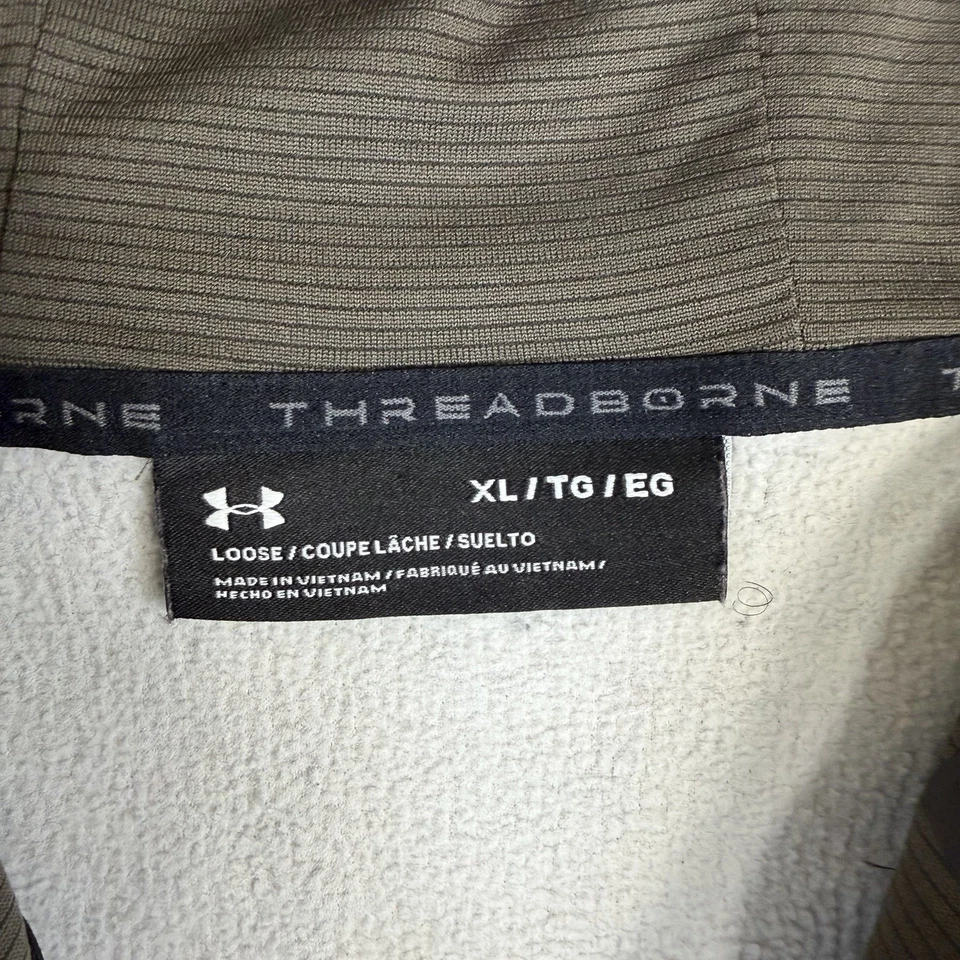 RNE THREADBORNE T
XL / TG / EG
LOOSE / COUPE LÂCHE / SUELTO
MADE IN VIETNAM / FABRIQUÉ AU VIETNAM /
HECHO EN VIETNAM